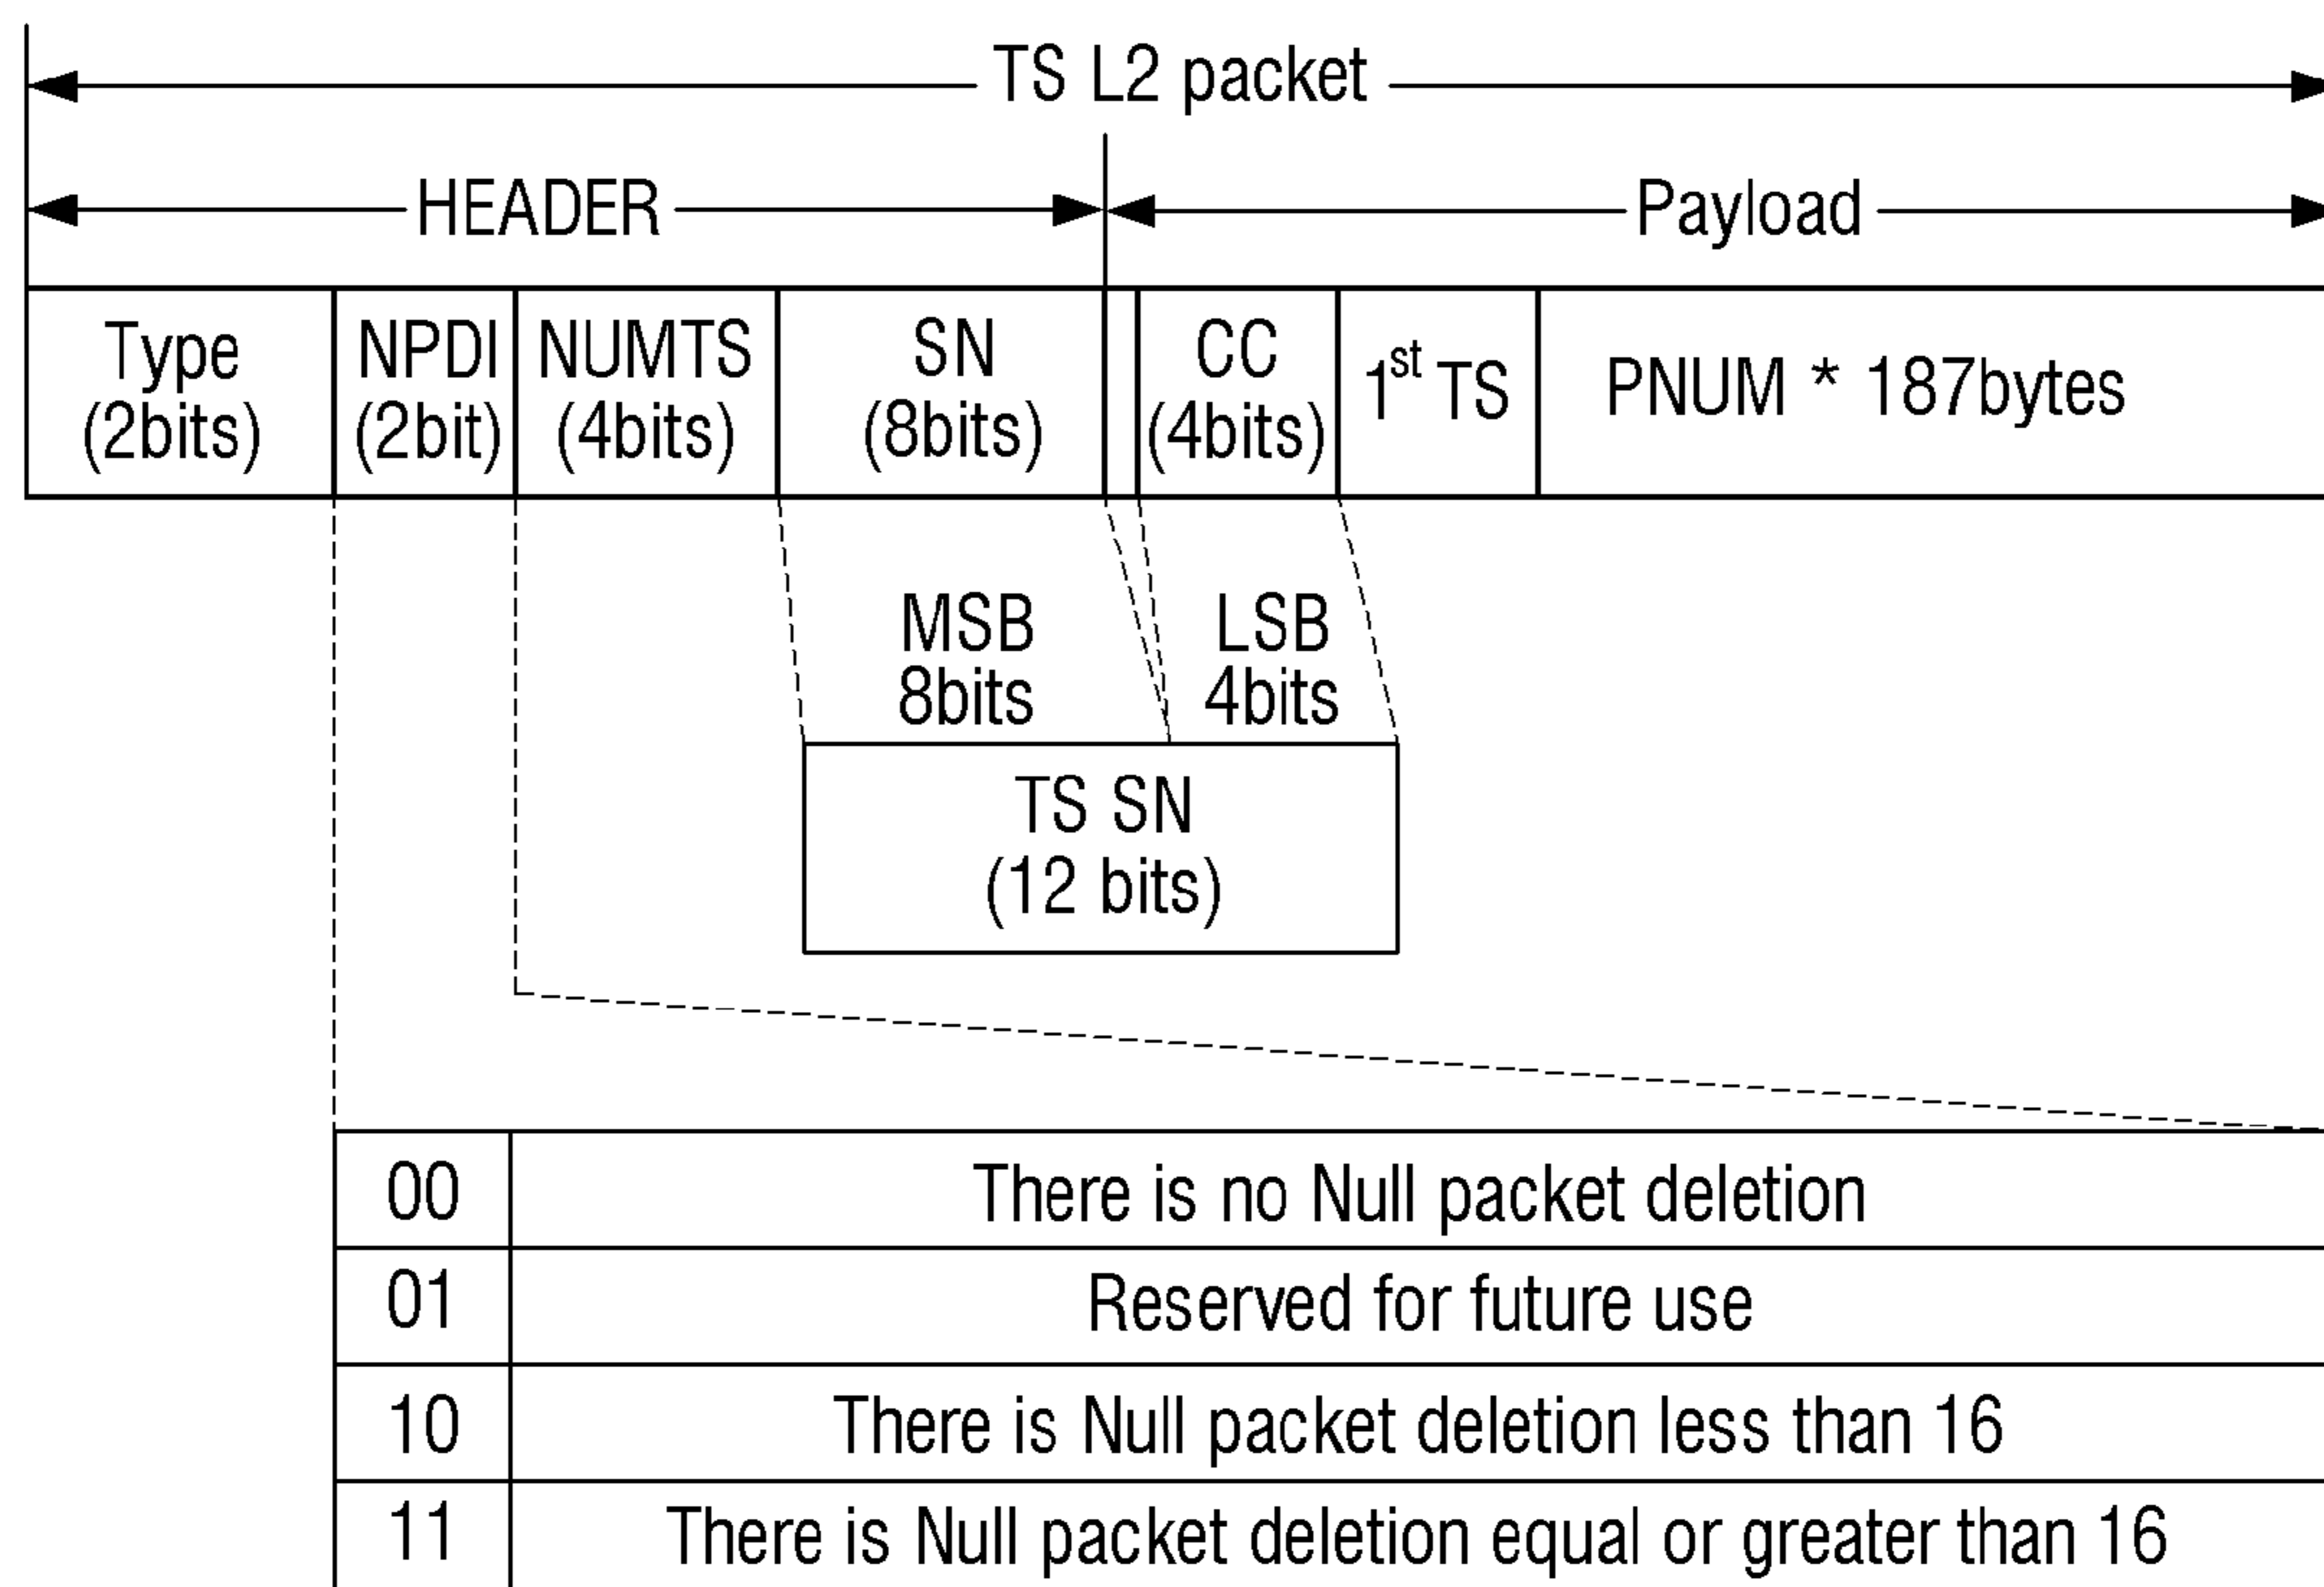 TS L2 packet
HEADER Payload
Type NPDI NUMTS SN CC 1st TS PNUM * 187bytes
(2bits) (2bit) (4bits) (8bits) (4bits)
MSB LSB
8bits 4bits
TS SN
(12 bits)
00 There is no Null packet deletion
01 Reserved for future use
10 There is Null packet deletion less than 16
11 There is Null packet deletion equal or greater than 16